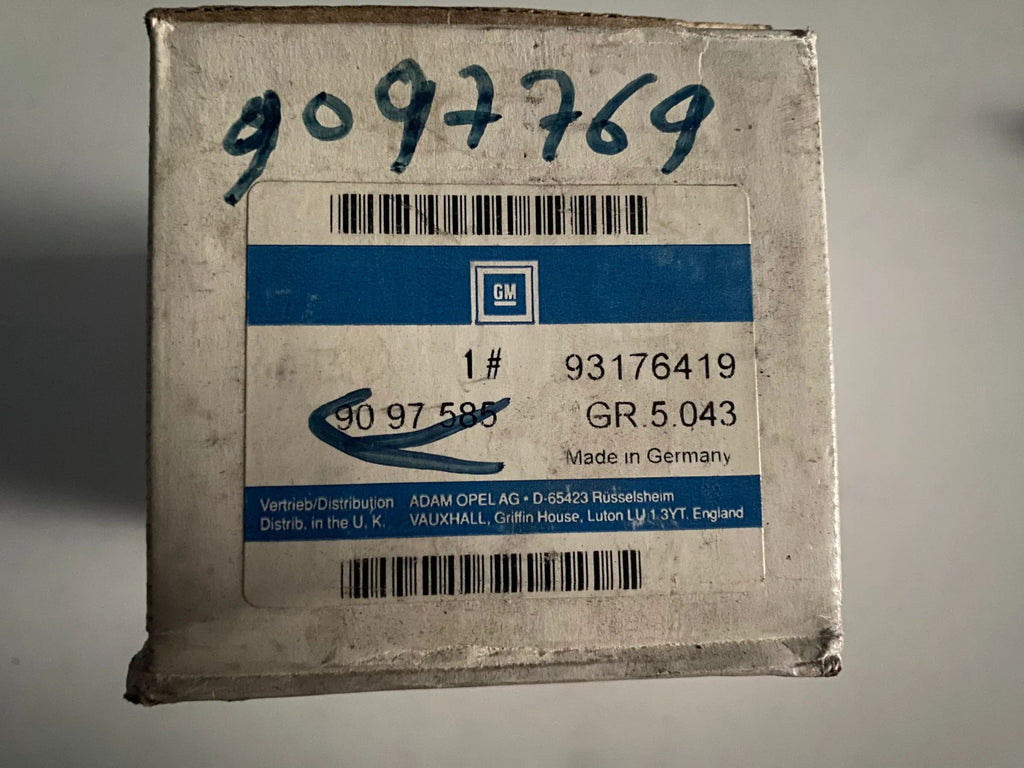 9097769
GM
1 # 93176419
90 97 585 GR.5.043
Made in Germany
Vertrieb/Distribution ADAM OPEL AG • D-65423 Rüsselsheim
Distrib. in the U. K. VAUXHALL, Griffin House, Luton LU 1 3YT, England